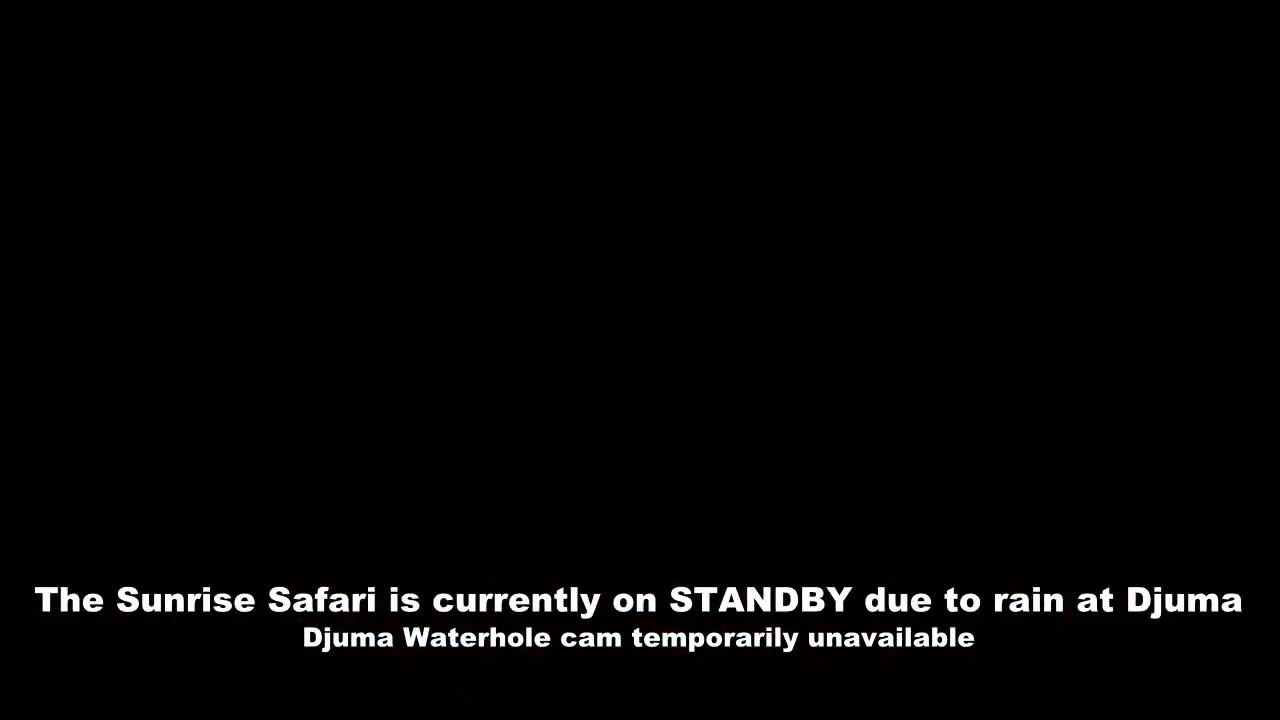 The Sunrise Safari is currently on STANDBY due to rain at Djuma
Djuma Waterhole cam temporarily unavailable